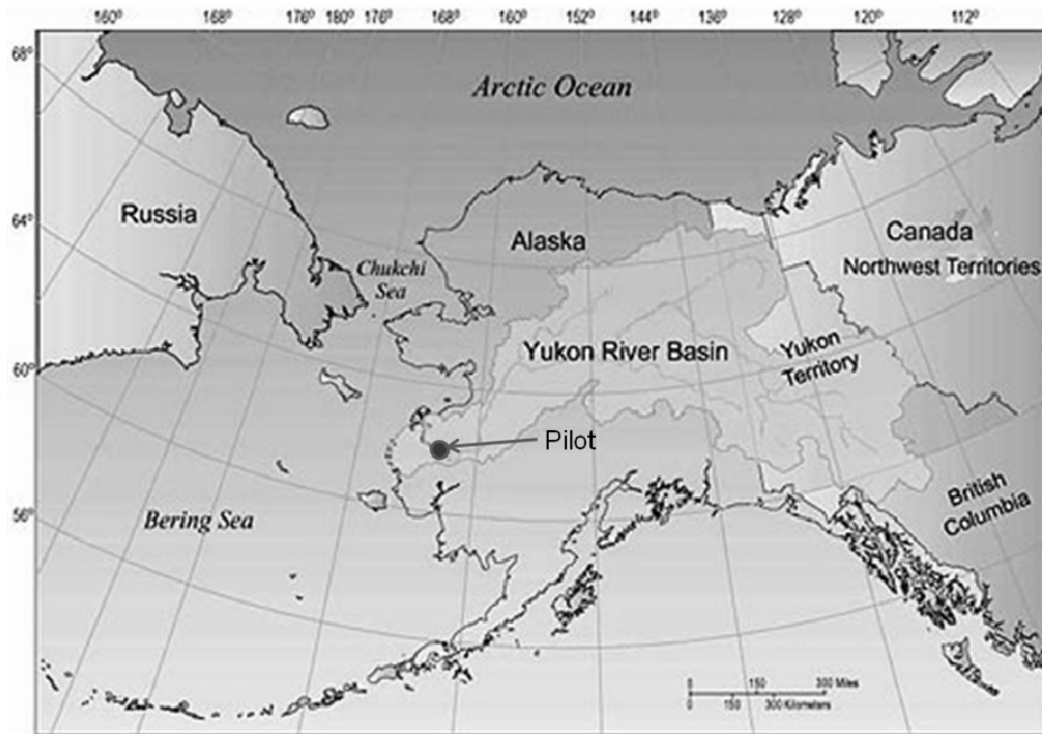 160° 168° 176° 180° 176° 168° 160° 152° 144° 136° 128° 120° 112°
68°
Arctic Ocean
64°
Russia
Alaska
Canada
Northwest Territories
Chukchi
Sea
60°
Yukon River Basin
Yukon
Territory
Pilot
56°
Bering Sea
British
Columbia
0 150 300 Miles
0 150 300 Kilometers